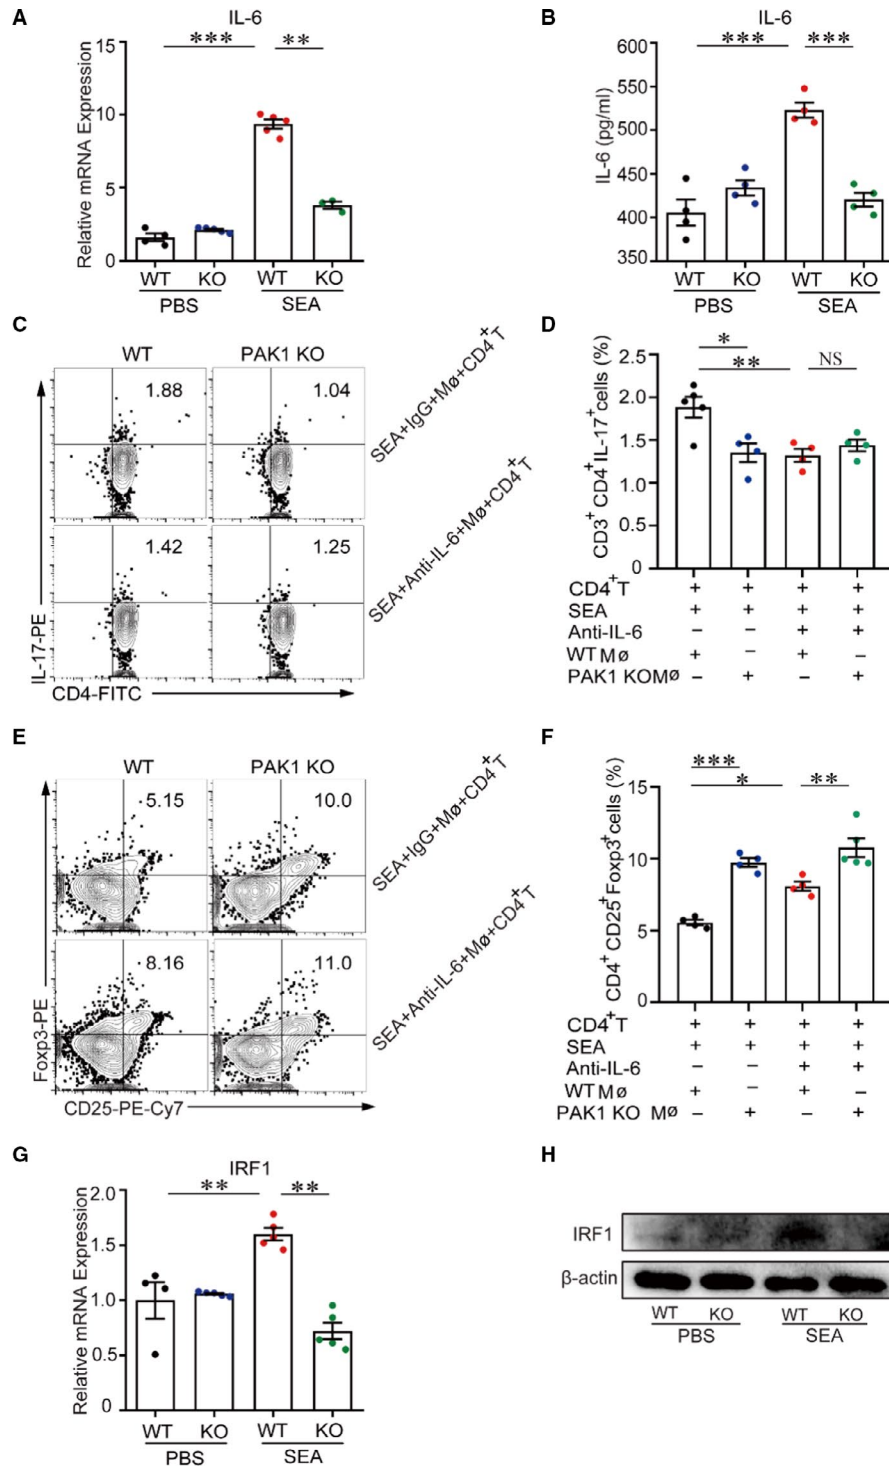 A
IL-6
***
**
Relative mRNA Expression
15
10
5
0
WT KO WT KO
PBS SEA
B
IL-6
***
***
IL-6 (pg/ml)
600
550
500
450
400
350
WT KO WT KO
PBS SEA
C
WT PAK1 KO
1.88 1.04
SEA+IgG+Mø+CD4+T
1.42 1.25
SEA+Anti-IL-6+Mø+CD4+T
IL-17-PE
CD4-FITC
D
*
**
NS
CD3+ CD4+IL-17+cells (%)
2.5
2.0
1.5
1.0
0.5
0
CD4+T + + + +
SEA + + + +
Anti-IL-6 – – + +
WT Mø + – + –
PAK1 KOMø – + – +
E
WT PAK1 KO
5.15 10.0
SEA+IgG+Mø+CD4+T
8.16 11.0
SEA+Anti-IL-6+Mø+CD4+T
Foxp3-PE
CD25-PE-Cy7
F
***
*
**
CD4+ CD25+Foxp3+cells (%)
15
10
5
0
CD4+T + + + +
SEA + + + +
Anti-IL-6 – – + +
WT Mø + – + –
PAK1 KO Mø – + – +
G
IRF1
**
**
Relative mRNA Expression
2.0
1.5
1.0
0.5
0
WT KO WT KO
PBS SEA
H
IRF1
β-actin
WT KO WT KO
PBS SEA